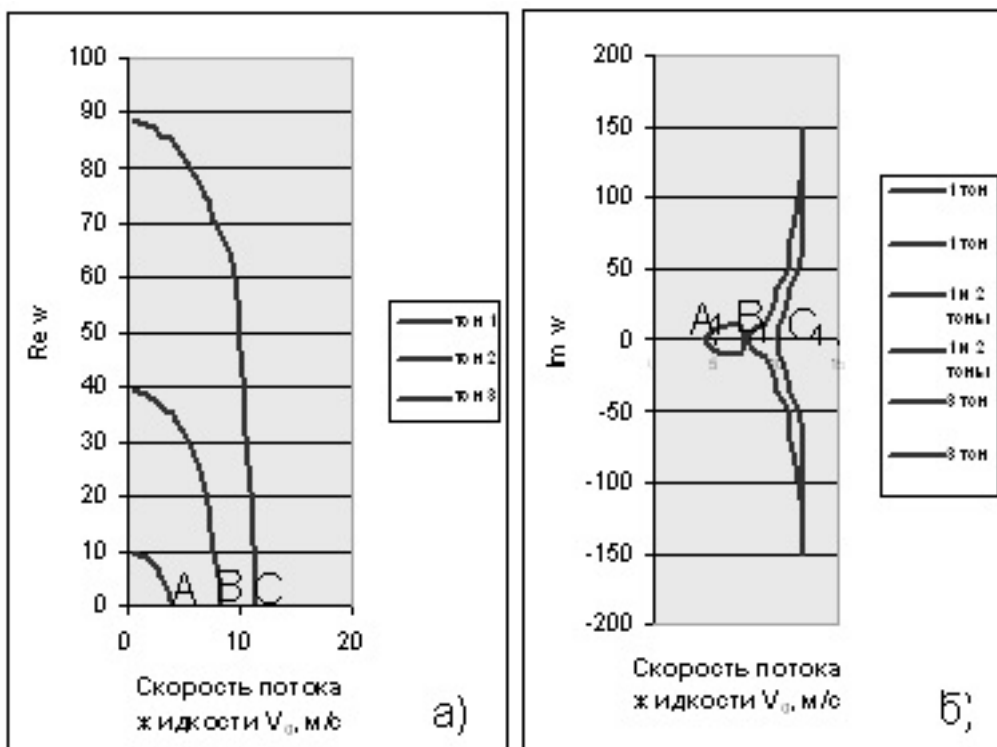 100
90
80
70
60
50
40
30
20
10
0
0 10 20
Re w
A B C
тон 1
тон 2
тон 3
Скорость потока
жидкости V₀, м/с
а)
200
150
100
50
0
-50
-100
-150
-200
Im w
A₁ B₁ C₁
5 15
1 тон
1 тон
1 и 2
тоны
1 и 2
тоны
3 тон
3 тон
Скорость потока
жидкости V₀, м/с
б)